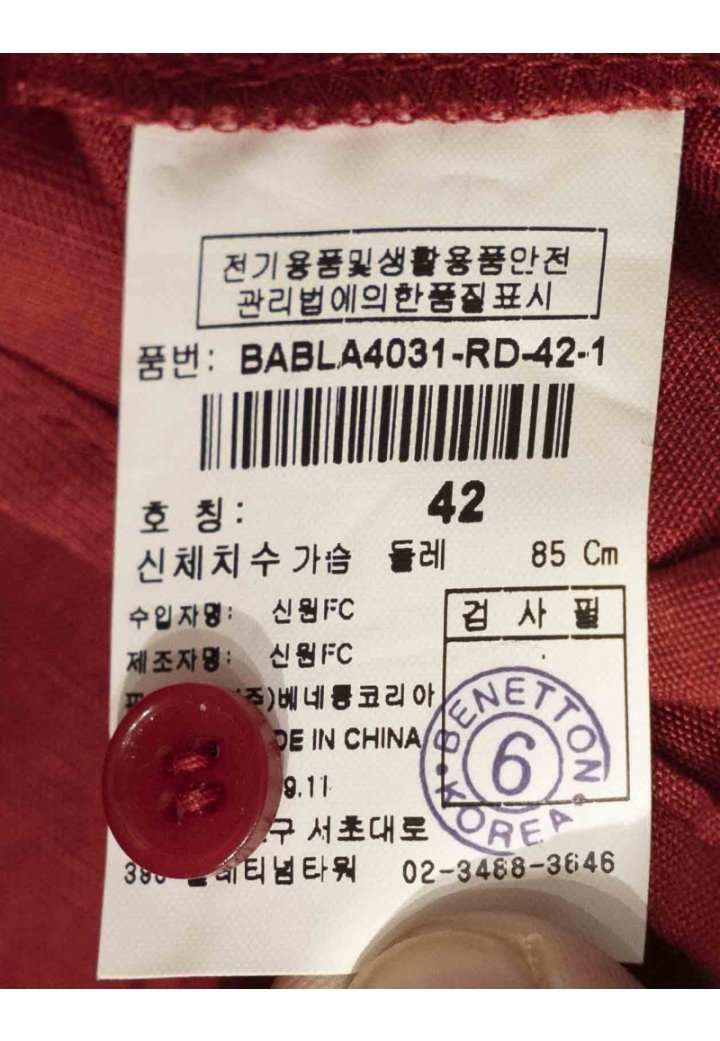 전기용품및생활용품안전
관리법에의한품질표시
품번: BABLA4031-RD-42-1
호 칭: 42
신체치수 가슴 둘레 85 Cm
수입자명: 신원FC
제조자명: 신원FC
(주)베네통코리아
IN CHINA
9.11
서초대로
02-3488-3646
검 사 필
BENETTON
6
KOREA